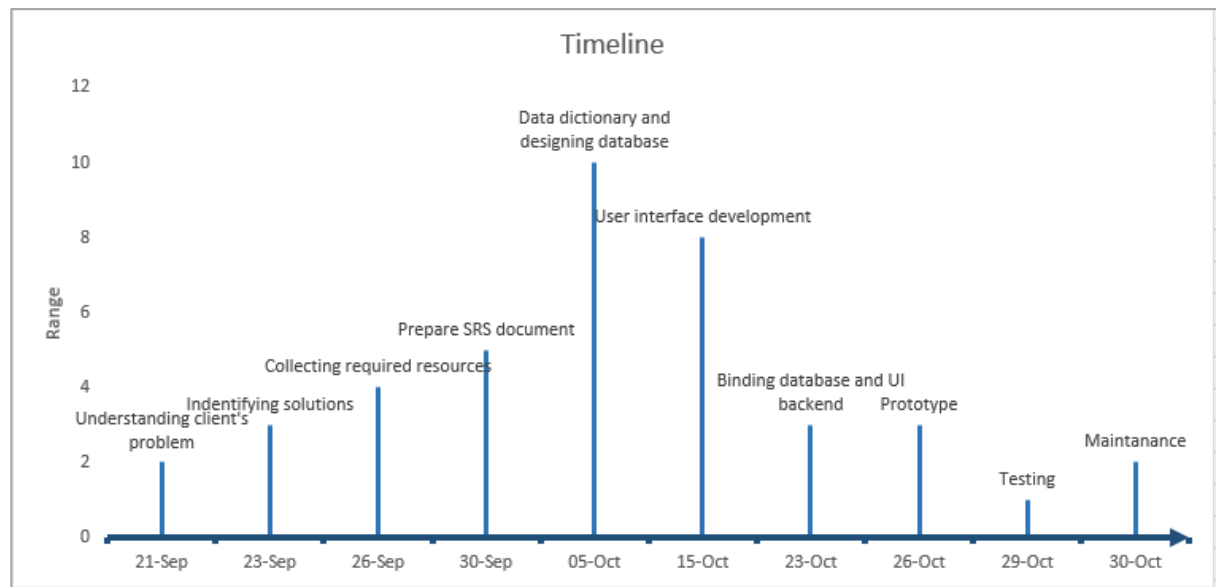 Timeline
12
10
8
6
4
2
0
Range
Data dictionary and
designing database
User interface development
Prepare SRS document
Collecting required resources
Binding database and UI
backend
Prototype
Indentifying solutions
Understanding client's
problem
Maintanance
Testing
21-Sep
23-Sep
26-Sep
30-Sep
05-Oct
15-Oct
23-Oct
26-Oct
29-Oct
30-Oct